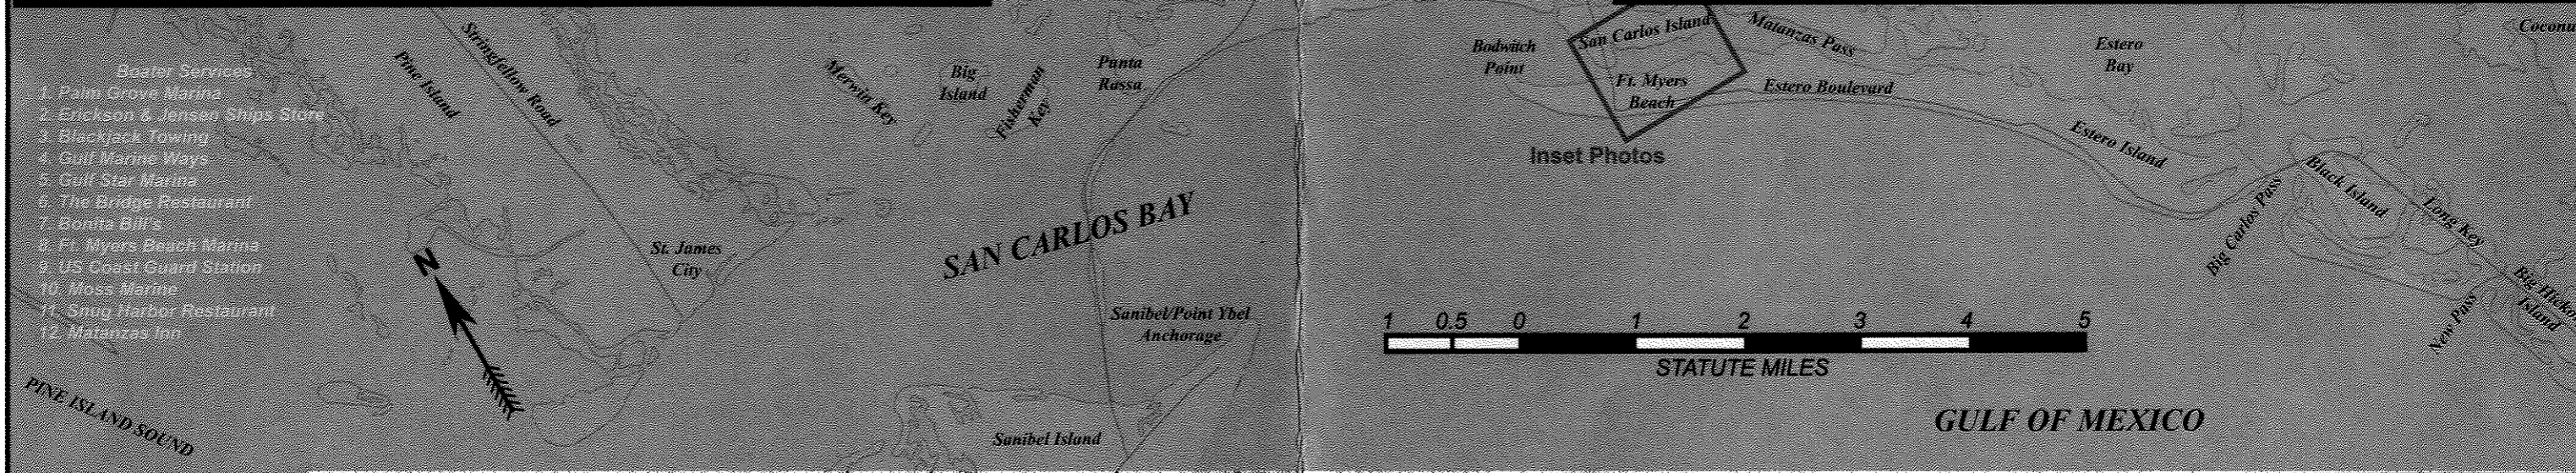 Boater Services
1. Palm Grove Marina
2. Erickson & Jensen Ships Store
3. Blackjack Towing
4. Gulf Marine Ways
5. Gulf Star Marina
6. The Bridge Restaurant
7. Bonita Bill's
8. Ft. Myers Beach Marina
9. US Coast Guard Station
10. Moss Marine
11. Snug Harbor Restaurant
12. Matanzas Inn
PINE ISLAND SOUND
Pine Island
Stringfellow Road
N
St. James
City
Merwin Key
Big
Island
Fisherman
Key
Punta
Rassa
SAN CARLOS BAY
Sanibel/Point Ybel
Anchorage
Sanibel Island
Bodwitch
Point
San Carlos Island
Ft. Myers
Beach
Inset Photos
Matanzas Pass
Estero Boulevard
Estero
Bay
Estero Island
Big Carlos Pass
Black Island
Long Key
New Pass
Big Hicko
Island
Coconu
1 0.5 0 1 2 3 4 5
STATUTE MILES
GULF OF MEXICO